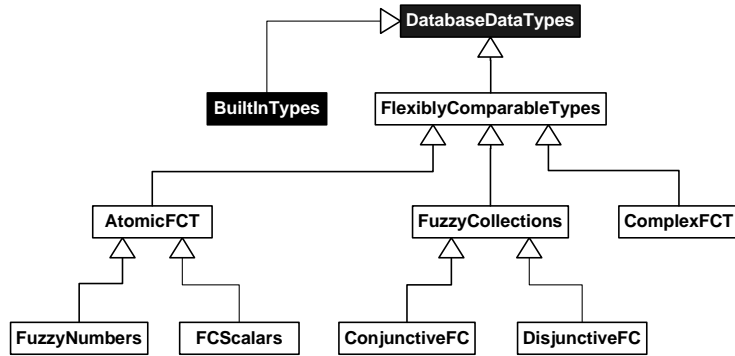 DatabaseDataTypes
BuiltInTypes
FlexiblyComparableTypes
AtomicFCT
FuzzyCollections
ComplexFCT
FuzzyNumbers
FCScalars
ConjunctiveFC
DisjunctiveFC